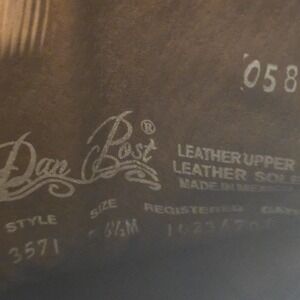 058
Dan Post®
LEATHER UPPER
LEATHER SOLE
MADE IN MEXICO
STYLE SIZE REGISTERED
3571